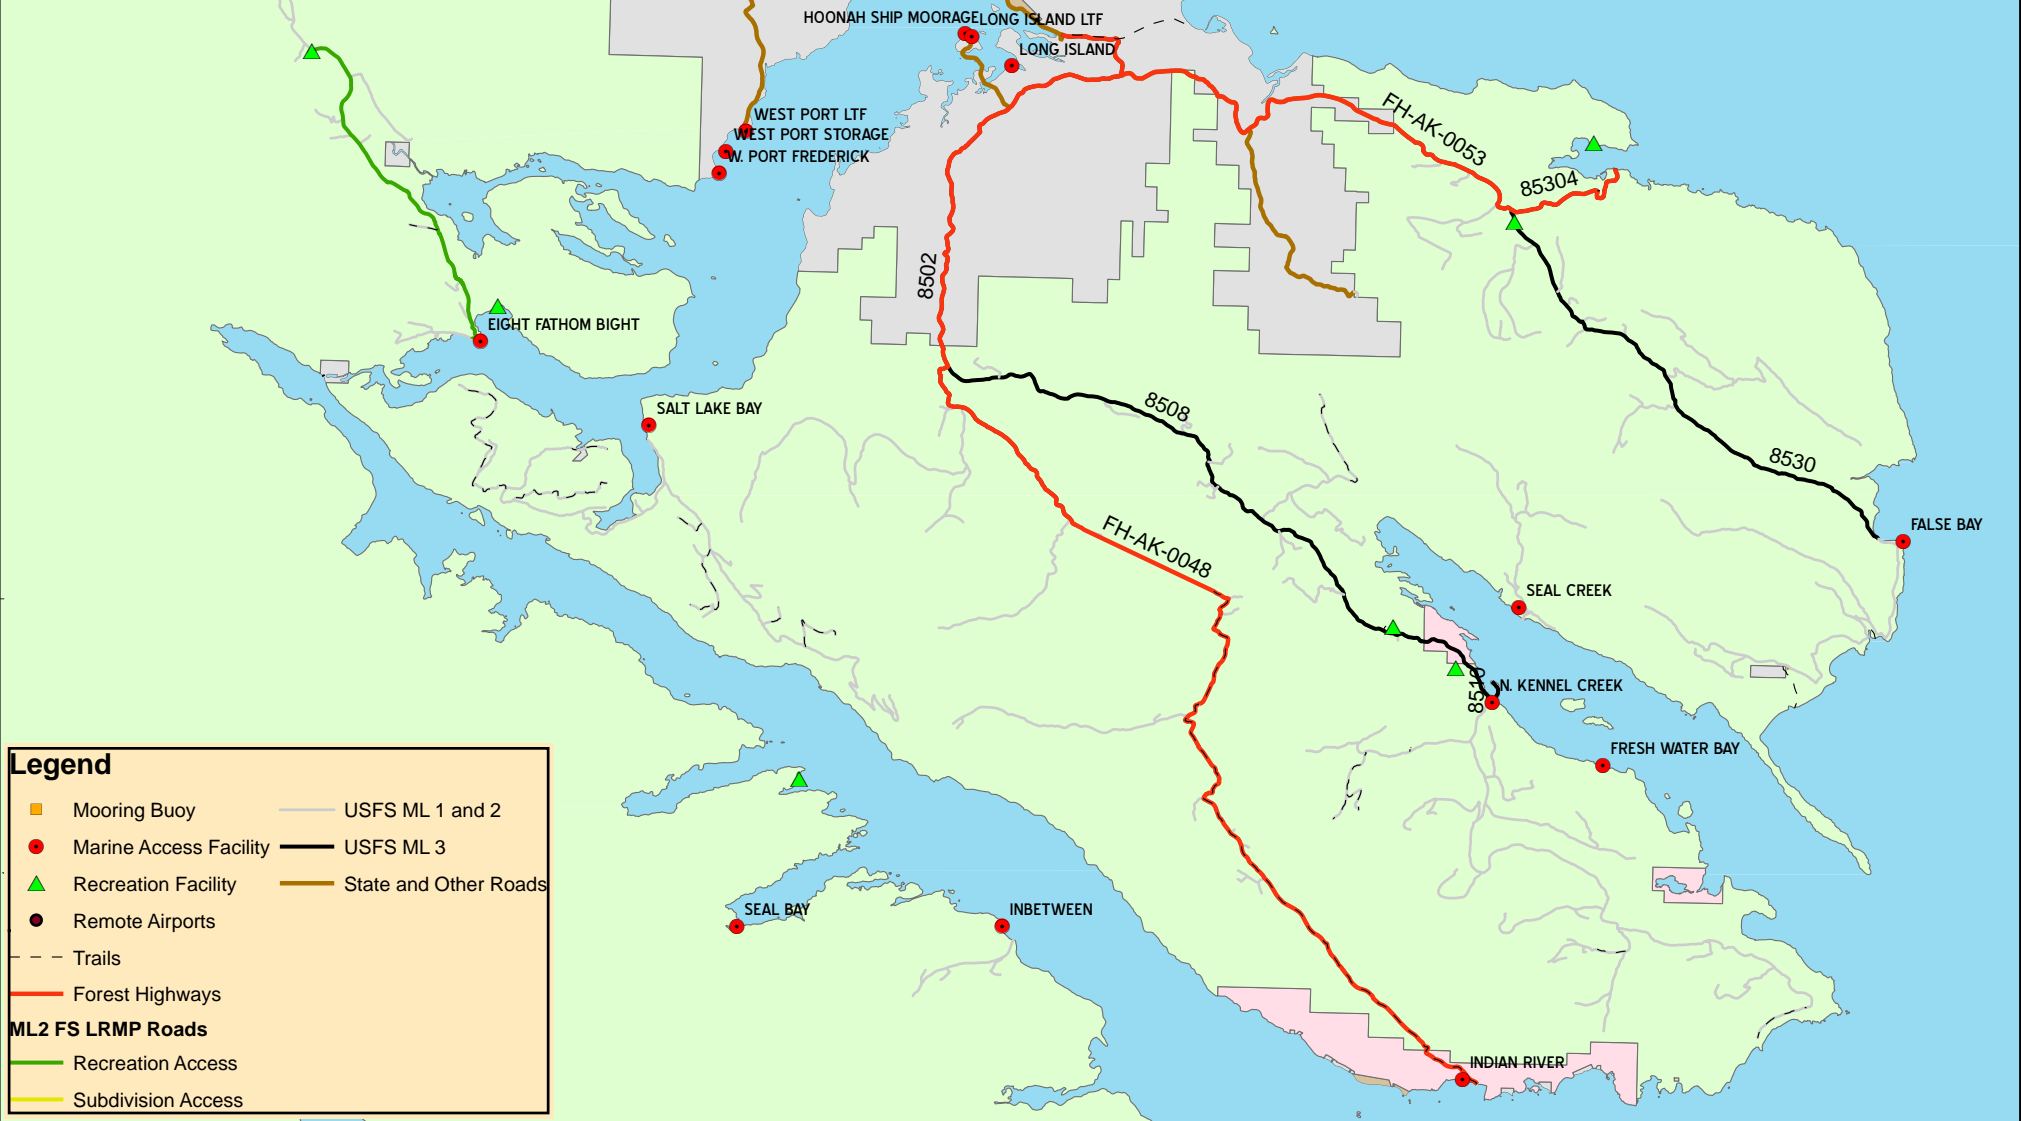 HOONAH SHIP MOORAGE
LONG ISLAND LTF
LONG ISLAND
WEST PORT LTF
WEST PORT STORAGE
W. PORT FREDERICK
FH-AK-0053
85304
8502
EIGHT FATHOM BIGHT
SALT LAKE BAY
8508
8530
FALSE BAY
FH-AK-0048
SEAL CREEK
8510
N. KENNEL CREEK
FRESH WATER BAY
SEAL BAY
INBETWEEN
INDIAN RIVER
Legend
Mooring Buoy
USFS ML 1 and 2
Marine Access Facility
USFS ML 3
Recreation Facility
State and Other Roads
Remote Airports
Trails
Forest Highways
ML2 FS LRMP Roads
Recreation Access
Subdivision Access